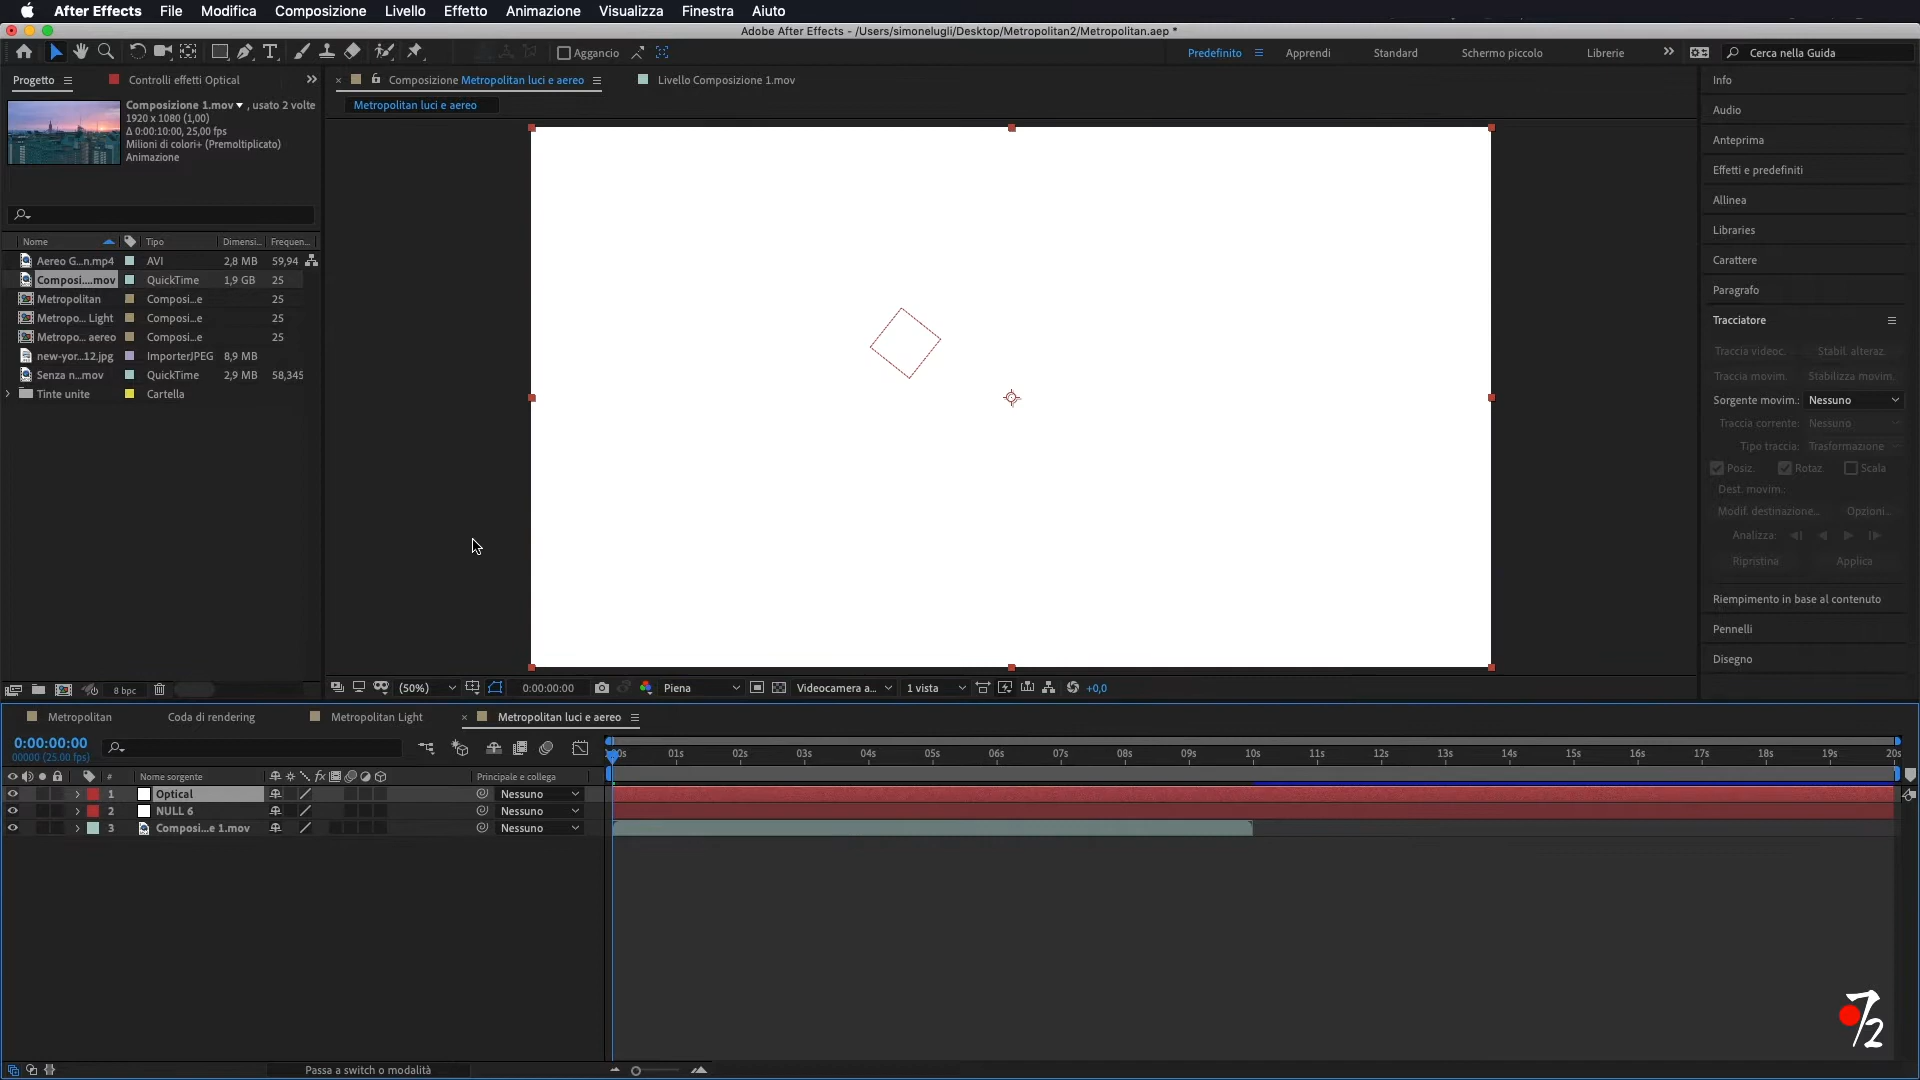 After Effects File Modifica Composizione Livello Effetto Animazione Visualizza Finestra Aiuto
Adobe After Effects - /Users/simonelugli/Desktop/Metropolitan2/Metropolitan.aep *
Aggancio Predefinito Apprendi Standard Schermo piccolo Librerie Cerca nella Guida
Progetto Controlli effetti Optical
Composizione Metropolitan luci e aereo Livello Composizione 1.mov
Metropolitan luci e aereo
Composizione 1.mov , usato 2 volte
1920 x 1080 (1,00)
Δ 0:00:10:00, 25,00 fps
Milioni di colori+ (Premoltiplicato)
Animazione
Nome Tipo Dimensi... Frequen...
Aereo G...n.mp4 AVI 2,8 MB 59,94
Composi....mov QuickTime 1,9 GB 25
Metropolitan Composi...e 25
Metropo... Light Composi...e 25
Metropo... aereo Composi...e 25
new-yor...12.jpg ImporterJPEG 8,9 MB
Senza n...mov QuickTime 2,9 MB 58,345
Tinte unite Cartella
Info
Audio
Anteprima
Effetti e predefiniti
Allinea
Libraries
Carattere
Paragrafo
Tracciatore
Traccia videoc. Stabil. alteraz.
Traccia movim. Stabilizza movim.
Sorgente movim.: Nessuno
Traccia corrente: Nessuno
Tipo traccia: Trasformazione
Posiz. Rotaz. Scala
Dest. movim.:
Modif. destinazione... Opzioni...
Analizza:
Ripristina Applica
Riempimento in base al contenuto
Pennelli
Disegno
8 bpc
(50%) 0:00:00:00 Piena Videocamera a... 1 vista +0,0
Metropolitan Coda di rendering Metropolitan Light Metropolitan luci e aereo
0:00:00:00
00000 (25.00 fps)
01s 02s 03s 04s 05s 06s 07s 08s 09s 10s 11s 12s 13s 14s 15s 16s 17s 18s 19s 20s
# Nome sorgente fx Principale e collega
1 Optical Nessuno
2 NULL 6 Nessuno
3 Composi...e 1.mov Nessuno
Passa a switch o modalità
7/2